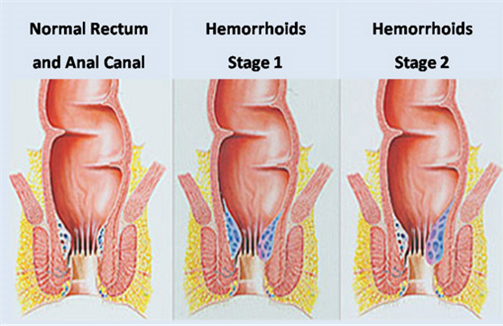 Normal Rectum
and Anal Canal
Hemorrhoids
Stage 1
Hemorrhoids
Stage 2